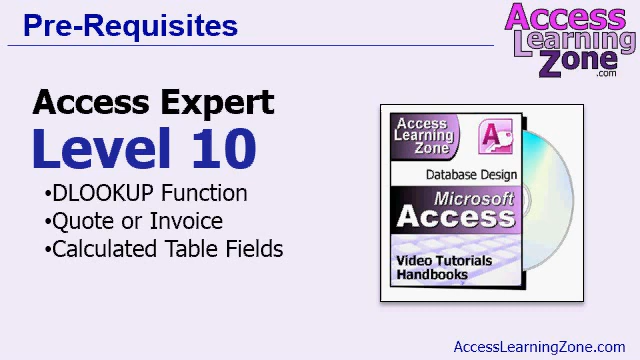 Pre-Requisites
Access
Learning
Zone
.com
Access Expert
Level 10
•DLOOKUP Function
•Quote or Invoice
•Calculated Table Fields
Access
Learning
Zone
A
Database Design
Microsoft
Access
Video Tutorials
Handbooks
AccessLearningZone.com